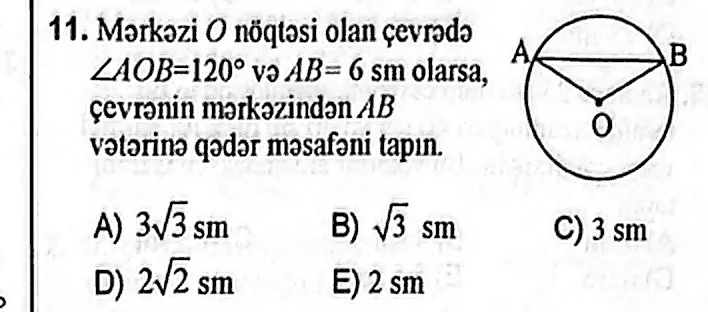 11. Mərkəzi O nöqtəsi olan çevrədə
∠AOB=120° və AB= 6 sm olarsa,
çevrənin mərkəzindən AB
vətərinə qədər məsafəni tapın.
A
B
O
A) 3√3 sm B) √3 sm C) 3 sm
D) 2√2 sm E) 2 sm